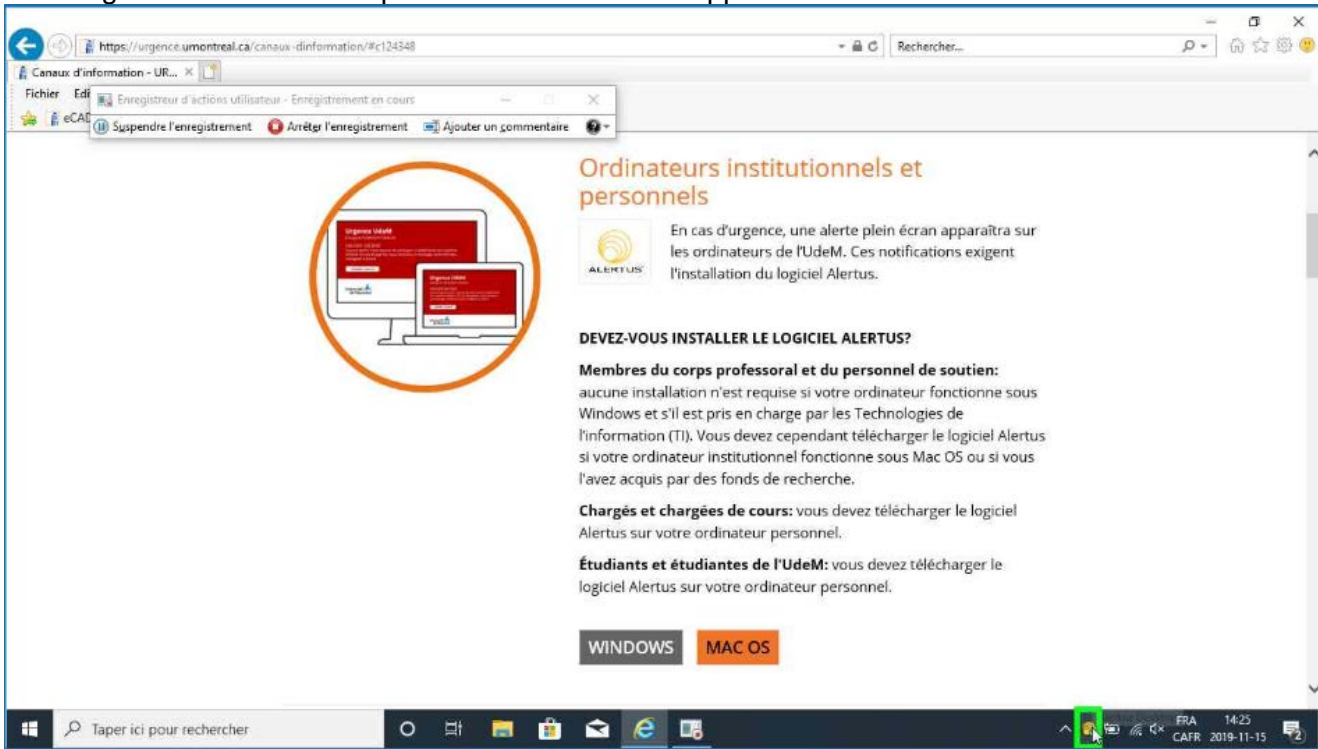 https://urgence.umontreal.ca/canaux-dinformation/#c124348
Rechercher...
Canaux d'information - UR...
Fichier Edi
Enregistreur d'actions utilisateur - Enregistrement en cours
eCAD
Suspendre l'enregistrement Arrêter l'enregistrement Ajouter un commentaire
Ordinateurs institutionnels et
personnels
ALERTUS
En cas d'urgence, une alerte plein écran apparaîtra sur
les ordinateurs de l'UdeM. Ces notifications exigent
l'installation du logiciel Alertus.
Urgence UdeM
DEVEZ-VOUS INSTALLER LE LOGICIEL ALERTUS?
Membres du corps professoral et du personnel de soutien:
aucune installation n'est requise si votre ordinateur fonctionne sous
Windows et s'il est pris en charge par les Technologies de
l'information (TI). Vous devez cependant télécharger le logiciel Alertus
si votre ordinateur institutionnel fonctionne sous Mac OS ou si vous
l'avez acquis par des fonds de recherche.
Chargés et chargées de cours: vous devez télécharger le logiciel
Alertus sur votre ordinateur personnel.
Étudiants et étudiantes de l'UdeM: vous devez télécharger le
logiciel Alertus sur votre ordinateur personnel.
WINDOWS MAC OS
Taper ici pour rechercher
FRA 14:25
CAFR 2019-11-15
2